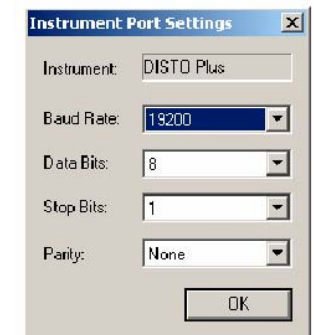 Instrument Port Settings
Instrument: DISTO Plus
Baud Rate: 19200
Data Bits: 8
Stop Bits: 1
Parity: None
OK